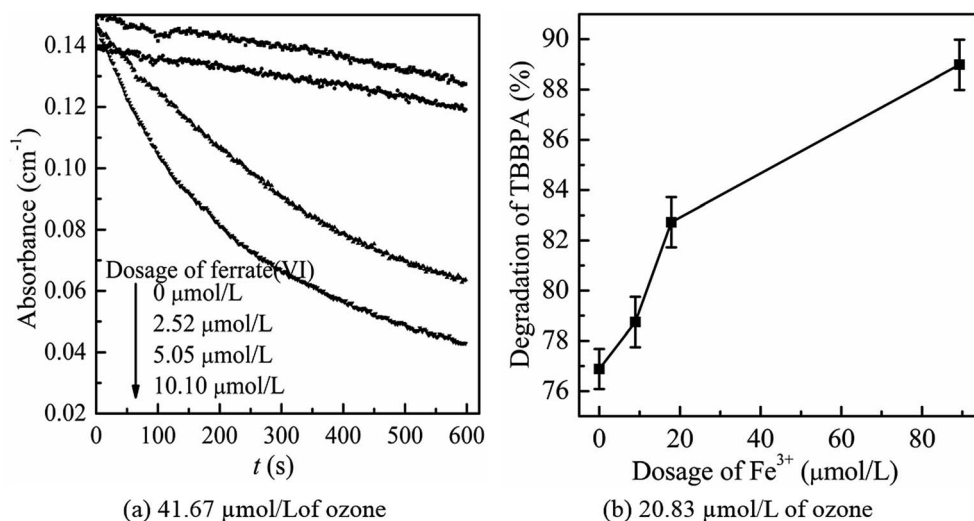 0.14
0.12
0.10
0.08
0.06
0.04
0.02
Absorbance (cm⁻¹)
Dosage of ferrate(VI)
0 μmol/L
2.52 μmol/L
5.05 μmol/L
10.10 μmol/L
0 100 200 300 400 500 600
t (s)
(a) 41.67 μmol/Lof ozone
90
88
86
84
82
80
78
76
Degradation of TBBPA (%)
0 20 40 60 80
Dosage of Fe³⁺ (μmol/L)
(b) 20.83 μmol/L of ozone